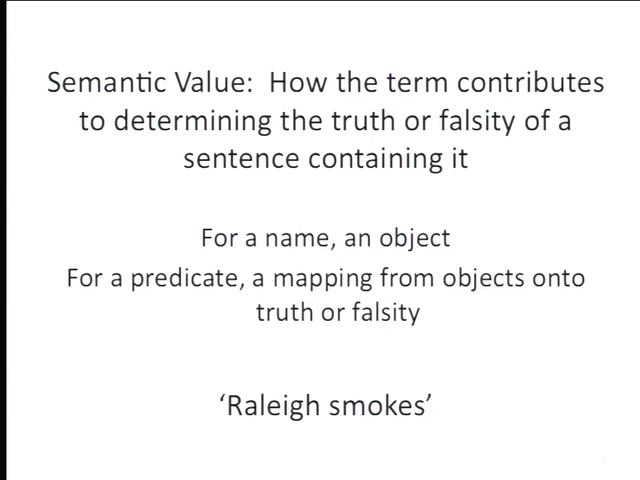 Semantic Value:  How the term contributes
to determining the truth or falsity of a
sentence containing it
For a name, an object
For a predicate, a mapping from objects onto
truth or falsity
‘Raleigh smokes’